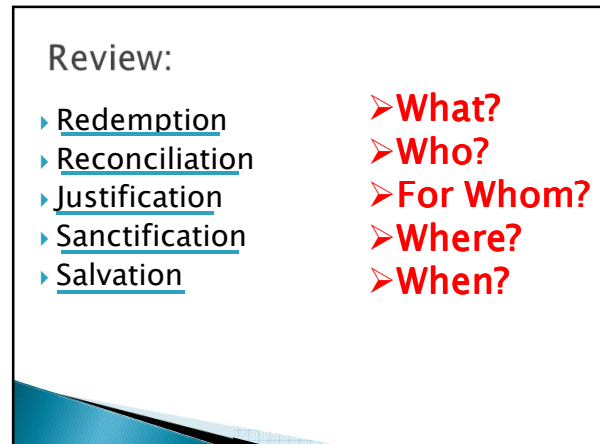 Review:
Redemption
Reconciliation
Justification
Sanctification
Salvation
What?
Who?
For Whom?
Where?
When?